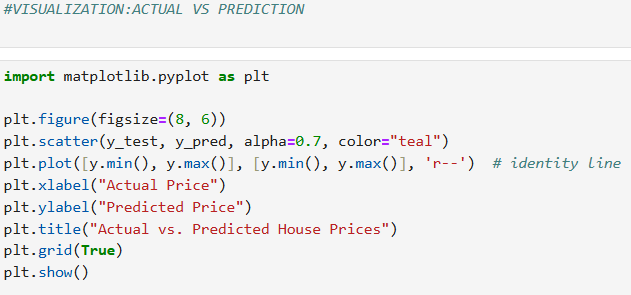 #VISUALIZATION:ACTUAL VS PREDICTION
import matplotlib.pyplot as plt
plt.figure(figsize=(8, 6))
plt.scatter(y_test, y_pred, alpha=0.7, color="teal")
plt.plot([y.min(), y.max()], [y.min(), y.max()], 'r--')  # identity line
plt.xlabel("Actual Price")
plt.ylabel("Predicted Price")
plt.title("Actual vs. Predicted House Prices")
plt.grid(True)
plt.show()